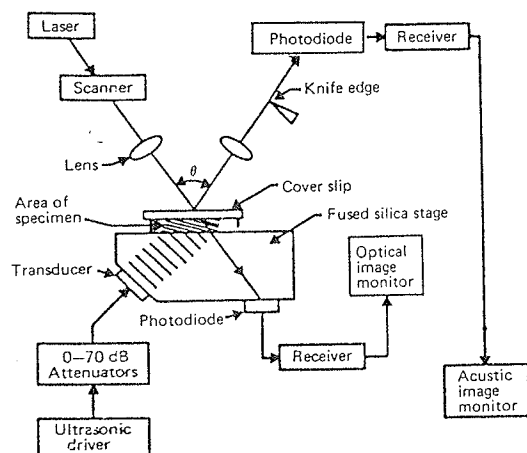 Laser
Scanner
Photodiode
Receiver
Knife edge
Lens
θ
Cover slip
Area of
specimen
Fused silica stage
Transducer
Optical
image
monitor
Photodiode
0–70 dB
Attenuators
Receiver
Acustic image
monitor
Ultrasonic
driver